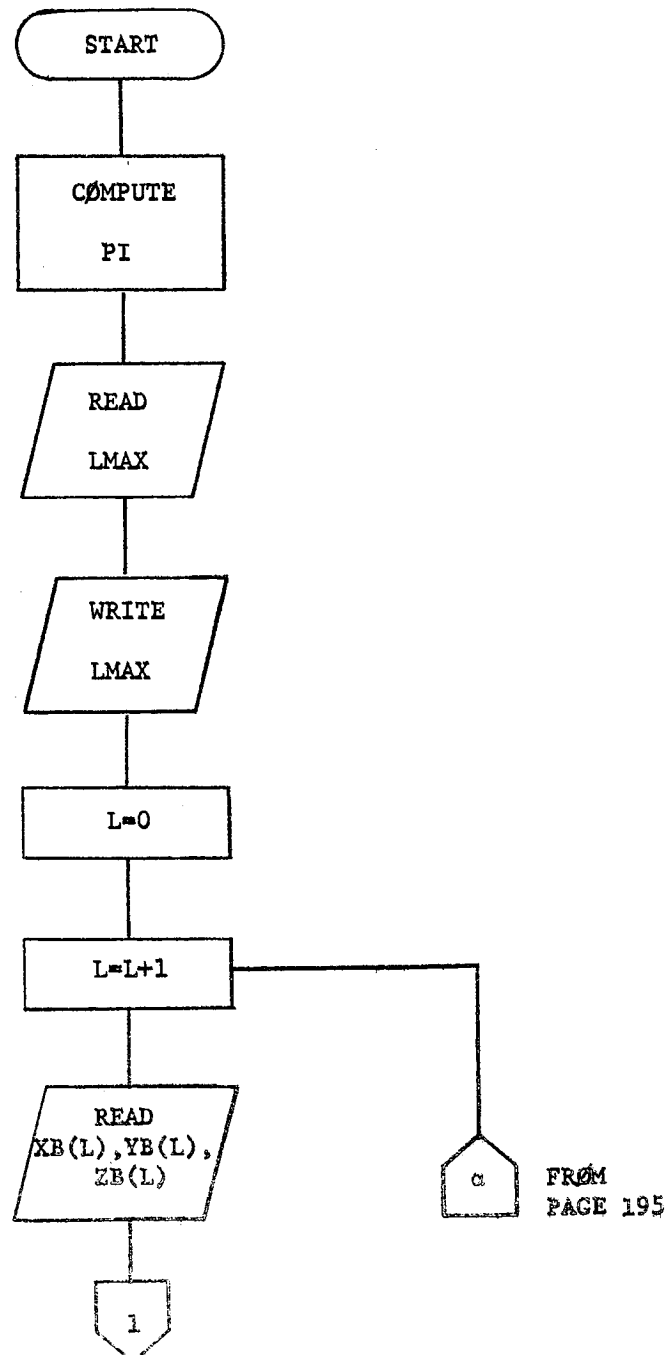 START
CØMPUTE
PI
READ
LMAX
WRITE
LMAX
L=0
L=L+1
READ
XB(L),YB(L),
ZB(L)
α
FRØM
PAGE 195
1